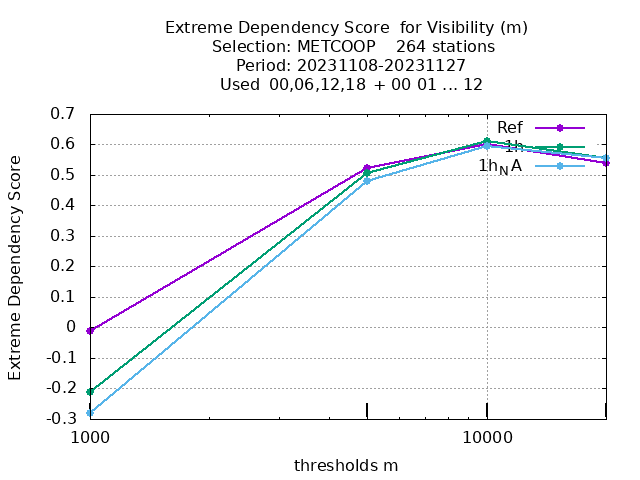 Extreme Dependency Score  for Visibility (m)
Selection: METCOOP    264 stations
Period: 20231108-20231127
Used  00,06,12,18  + 00 01 ... 12
0.7
0.6
0.5
0.4
0.3
0.2
0.1
0
-0.1
-0.2
-0.3
Extreme Dependency Score
Ref
1h
1hNA
1000
10000
thresholds m